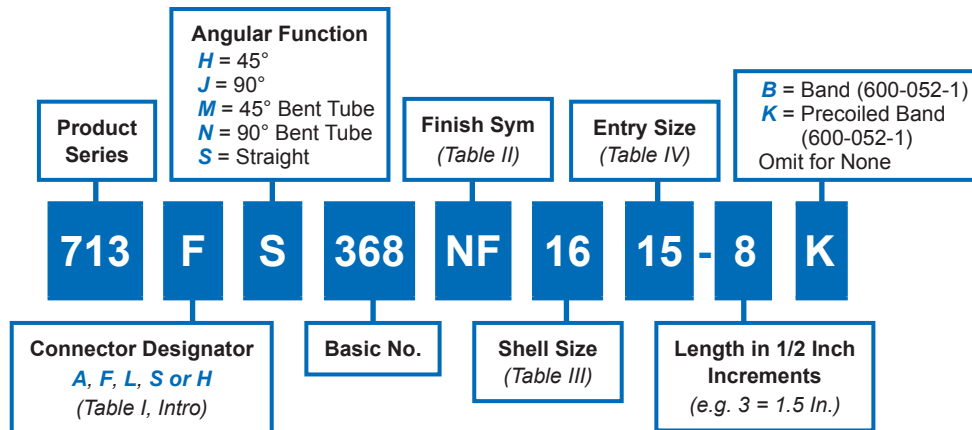 Angular Function
H = 45°
J = 90°
M = 45° Bent Tube
N = 90° Bent Tube
S = Straight
B = Band (600-052-1)
K = Precoiled Band
(600-052-1)
Omit for None
Product
Series
Finish Sym
(Table II)
Entry Size
(Table IV)
713 F S 368 NF 16 15 - 8 K
Connector Designator
A, F, L, S or H
(Table I, Intro)
Basic No.
Shell Size
(Table III)
Length in 1/2 Inch
Increments
(e.g. 3 = 1.5 In.)